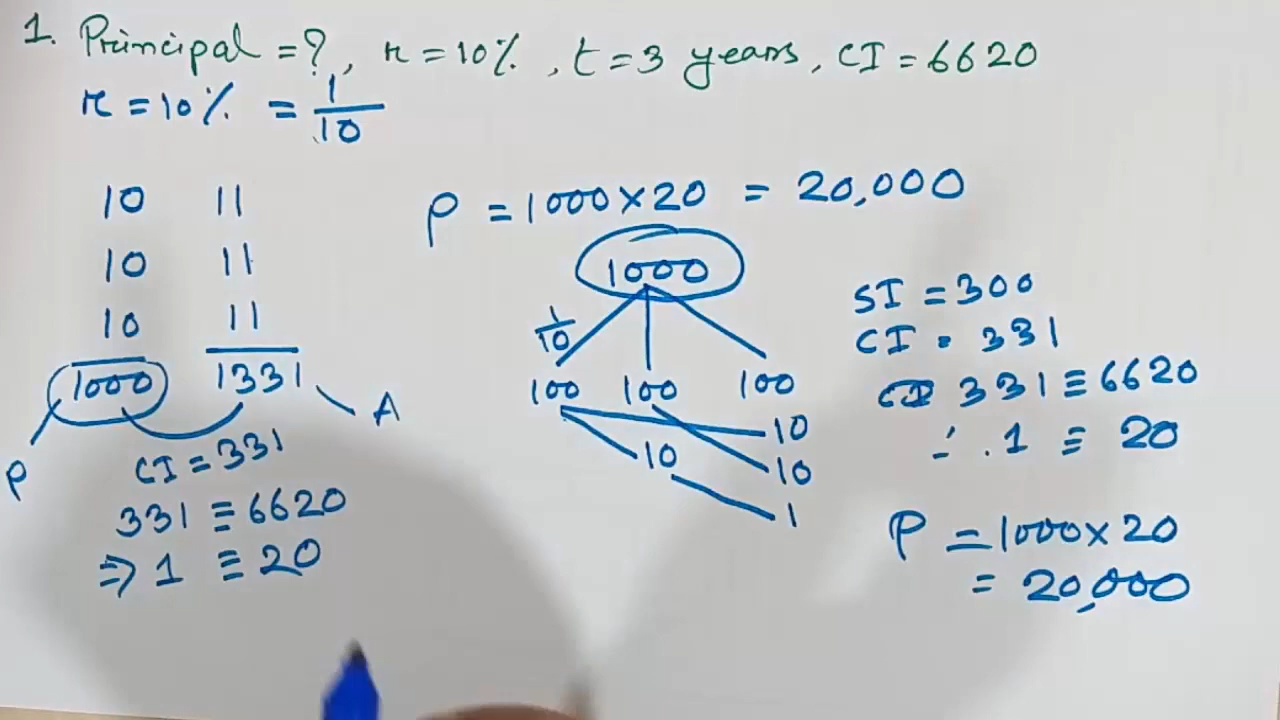 1. Principal = ?, r = 10%, t = 3 years, CI = 6620
r = 10% = 1/10
10 11
10 11
10 11
1000 1331
P
A
CI = 331
331 ≡ 6620
⇒ 1 ≡ 20
P = 1000 × 20 = 20,000
1000
1/10
100 100 100
10
10 10
1
SI = 300
CI = 331
331 ≡ 6620
∴ 1 ≡ 20
P = 1000 × 20
= 20,000